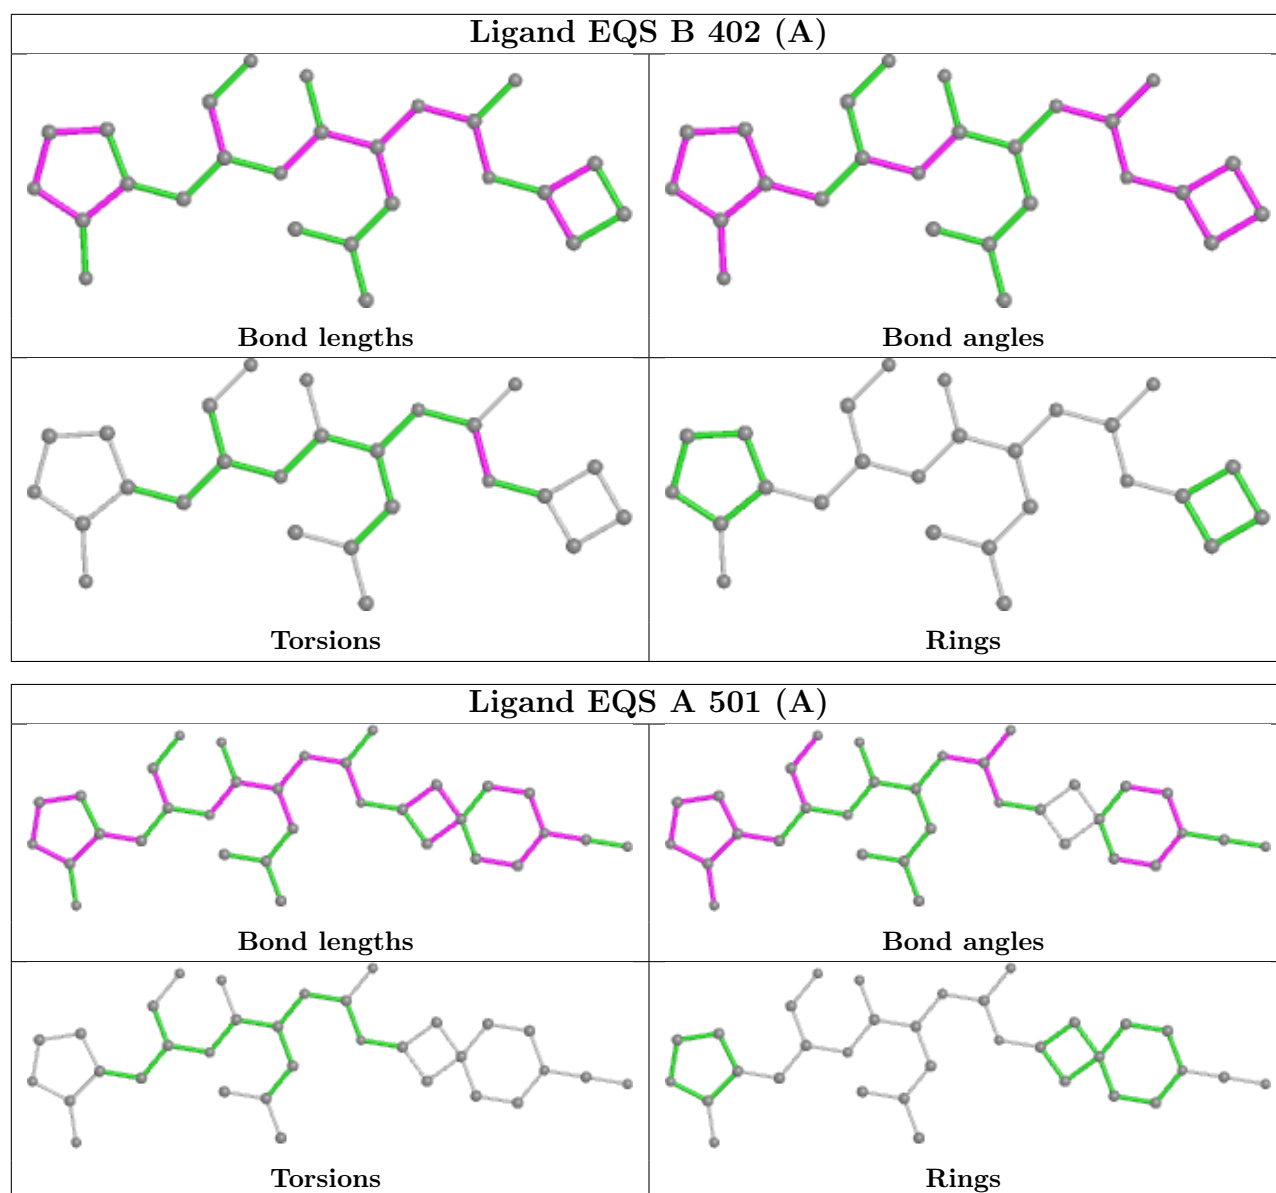 Ligand EQS B 402 (A)
Bond lengths
Bond angles
Torsions
Rings
Ligand EQS A 501 (A)
Bond lengths
Bond angles
Torsions
Rings